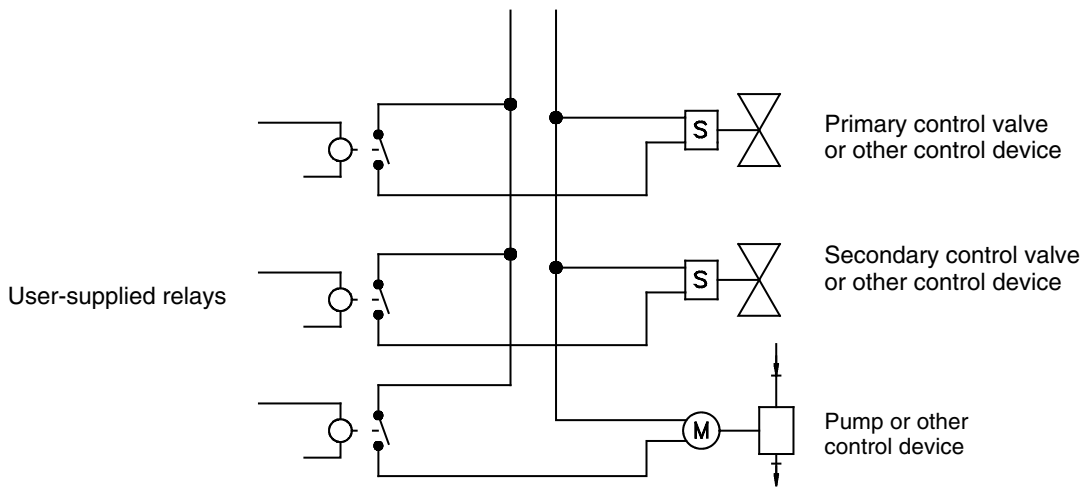 S
Primary control valve
or other control device
S
Secondary control valve
or other control device
User-supplied relays
M
Pump or other
control device